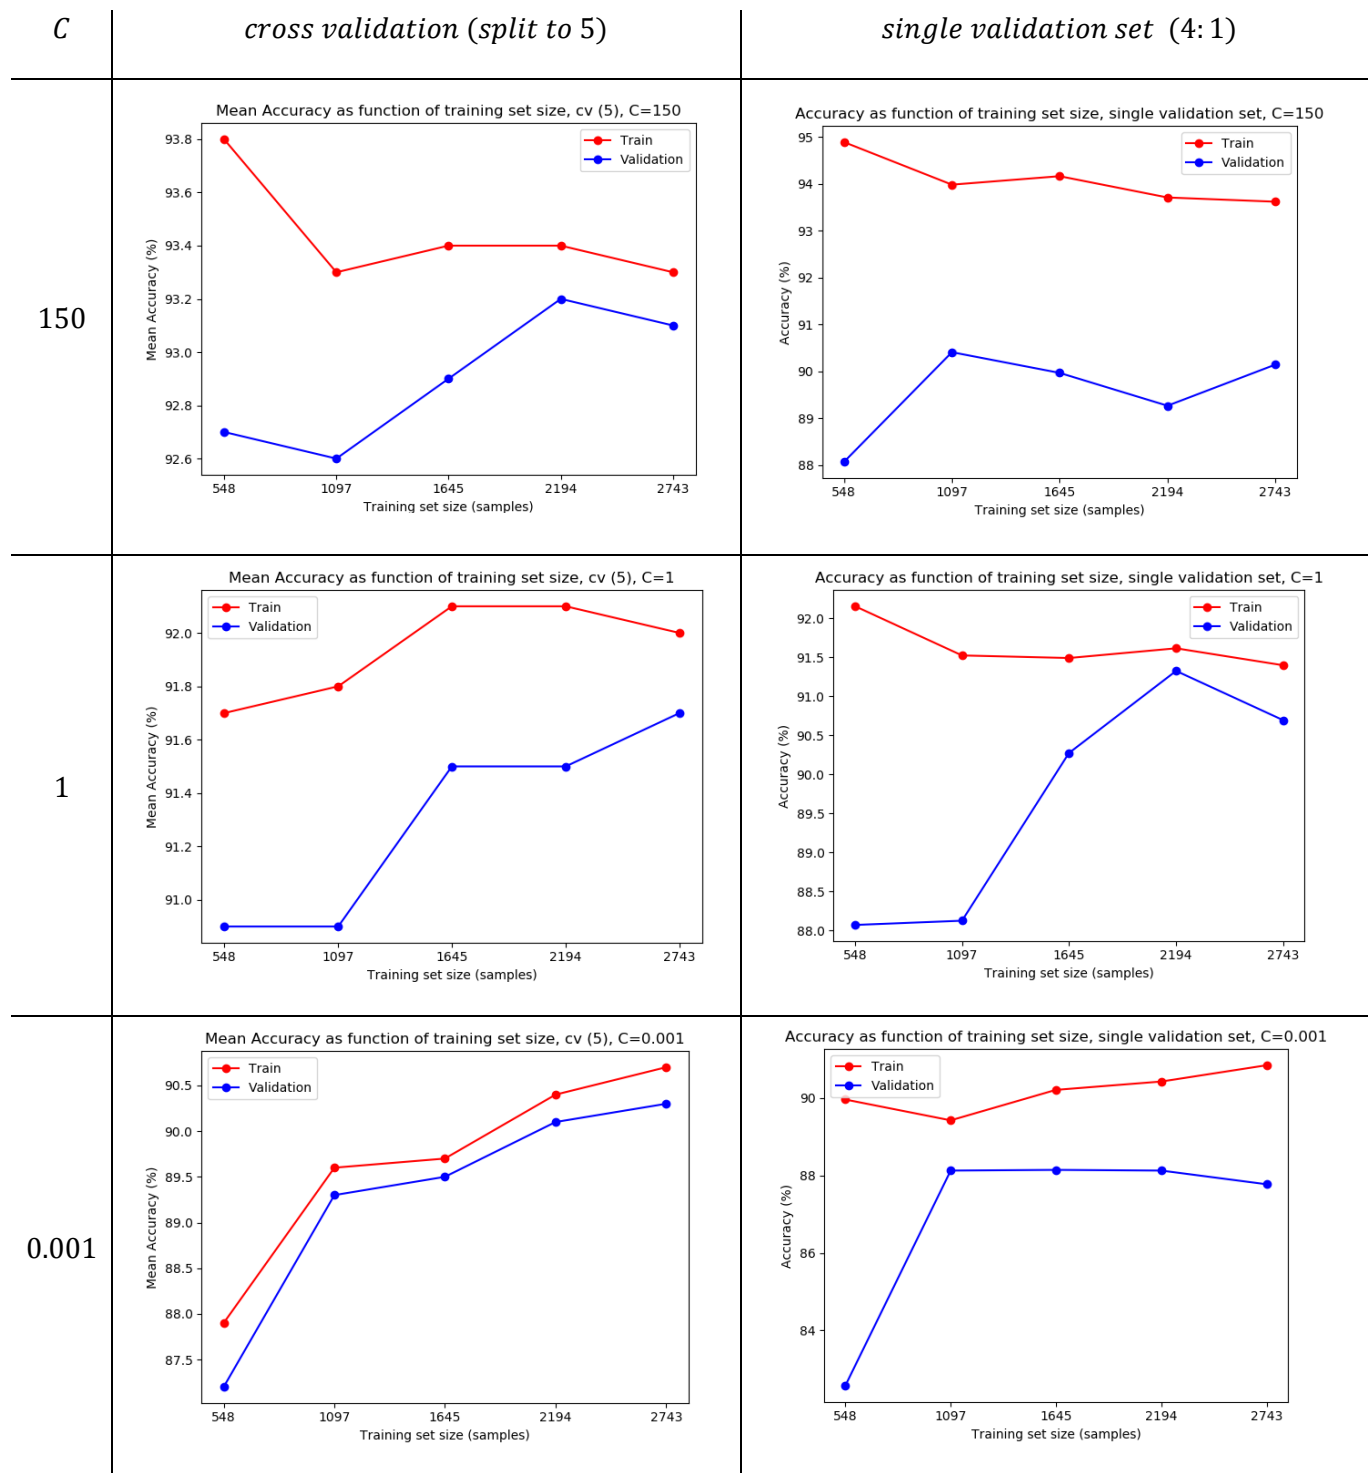 C
cross validation (split to 5)
single validation set (4: 1)
150
Mean Accuracy as function of training set size, cv (5), C=150
Train
Validation
Mean Accuracy (%)
93.8
93.6
93.4
93.2
93.0
92.8
92.6
548 1097 1645 2194 2743
Training set size (samples)
Accuracy as function of training set size, single validation set, C=150
Train
Validation
Accuracy (%)
95
94
93
92
91
90
89
88
548 1097 1645 2194 2743
Training set size (samples)
1
Mean Accuracy as function of training set size, cv (5), C=1
Train
Validation
Mean Accuracy (%)
92.0
91.8
91.6
91.4
91.2
91.0
548 1097 1645 2194 2743
Training set size (samples)
Accuracy as function of training set size, single validation set, C=1
Train
Validation
Accuracy (%)
92.0
91.5
91.0
90.5
90.0
89.5
89.0
88.5
88.0
548 1097 1645 2194 2743
Training set size (samples)
0.001
Mean Accuracy as function of training set size, cv (5), C=0.001
Train
Validation
Mean Accuracy (%)
90.5
90.0
89.5
89.0
88.5
88.0
87.5
548 1097 1645 2194 2743
Training set size (samples)
Accuracy as function of training set size, single validation set, C=0.001
Train
Validation
Accuracy (%)
90
88
86
84
548 1097 1645 2194 2743
Training set size (samples)